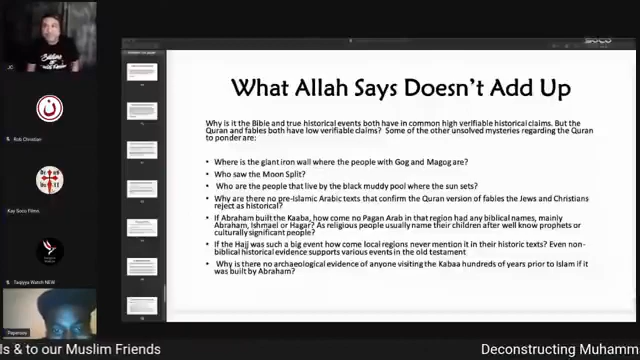 What Allah Says Doesn't Add Up
Why is it the Bible and true historical events both have in common high verifiable historical claims. But the
Quran and fables both have low verifiable claims? Some of the other unsolved mysteries regarding the Quran
to ponder are:
• Where is the giant iron wall where the people with Gog and Magog are?
• Who saw the Moon Split?
• Who are the people that live by the black muddy pool where the sun sets?
• Why are there no pre-Islamic Arabic texts that confirm the Quran version of fables the Jews and Christians
reject as historical?
• If Abraham built the Kaaba, how come no Pagan Arab in that region had any biblical names, mainly
Abraham, Ishmael or Hagar? As religious people usually name their children after well know prophets or
culturally significant people?
• If the Hajj was such a big event how come local regions never mention it in their historic texts? Even non-
biblical historical evidence supports various events in the old testament
• Why is there no archaeological evidence of anyone visiting the Kabaa hundreds of years prior to Islam if it
was built by Abraham?
JC
Rob Christian
Kay Socu Films
Taqiyya Watch NEW
Papersoy
ls & to our Muslim Friends
Deconstructing Muhamm